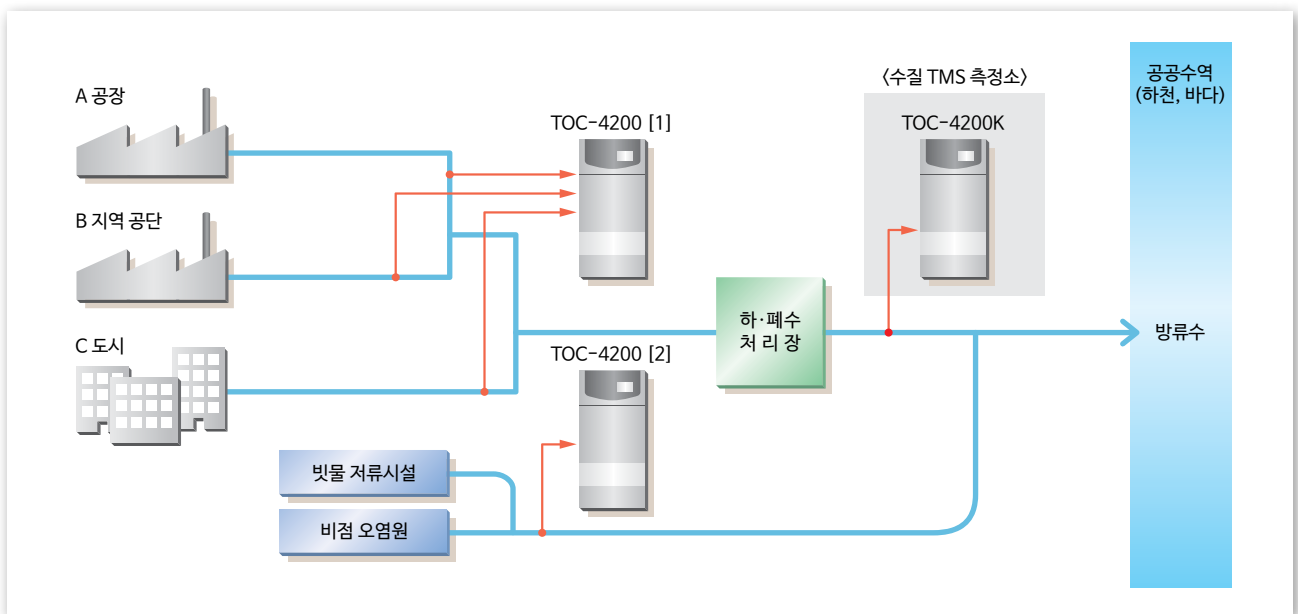 A 공장
B 지역 공단
C 도시
TOC-4200 [1]
TOC-4200 [2]
빗물 저류시설
비점 오염원
하·폐수
처 리 장
〈수질 TMS 측정소〉
TOC-4200K
공공수역
(하천, 바다)
방류수